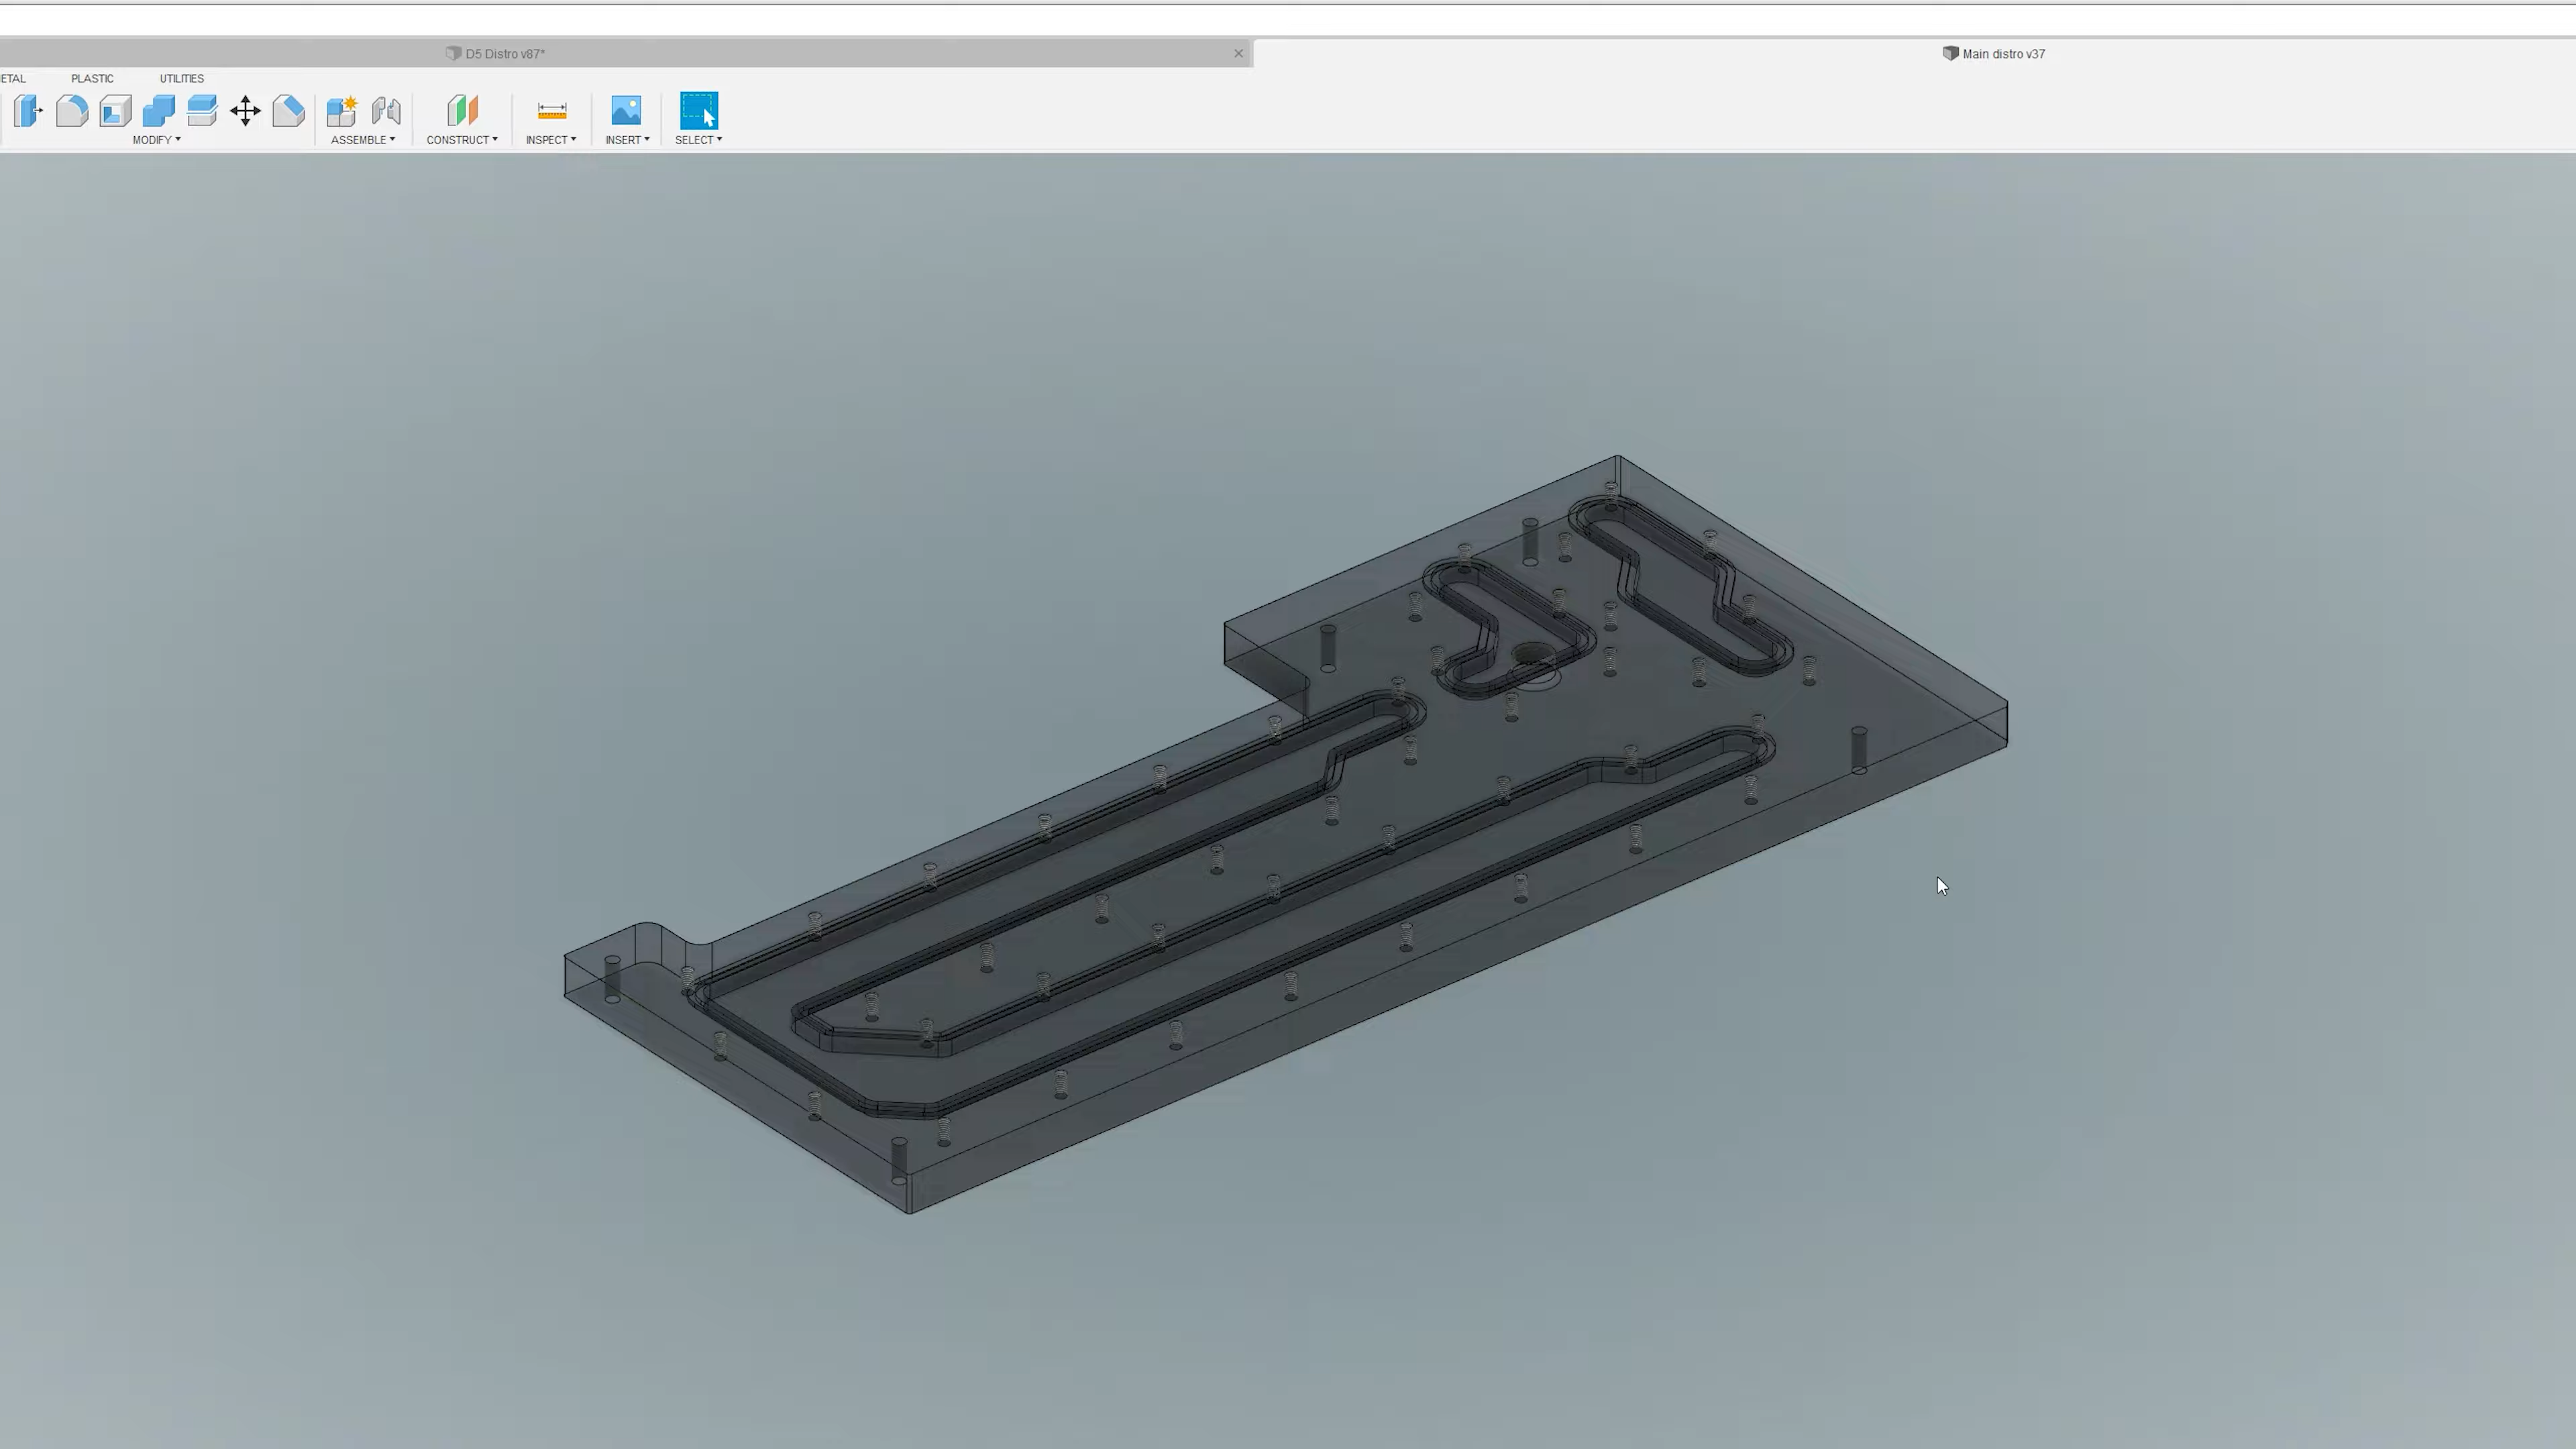 D5 Distro v87*
Main distro v37
ETAL PLASTIC UTILITIES
MODIFY ASSEMBLE CONSTRUCT INSPECT INSERT SELECT